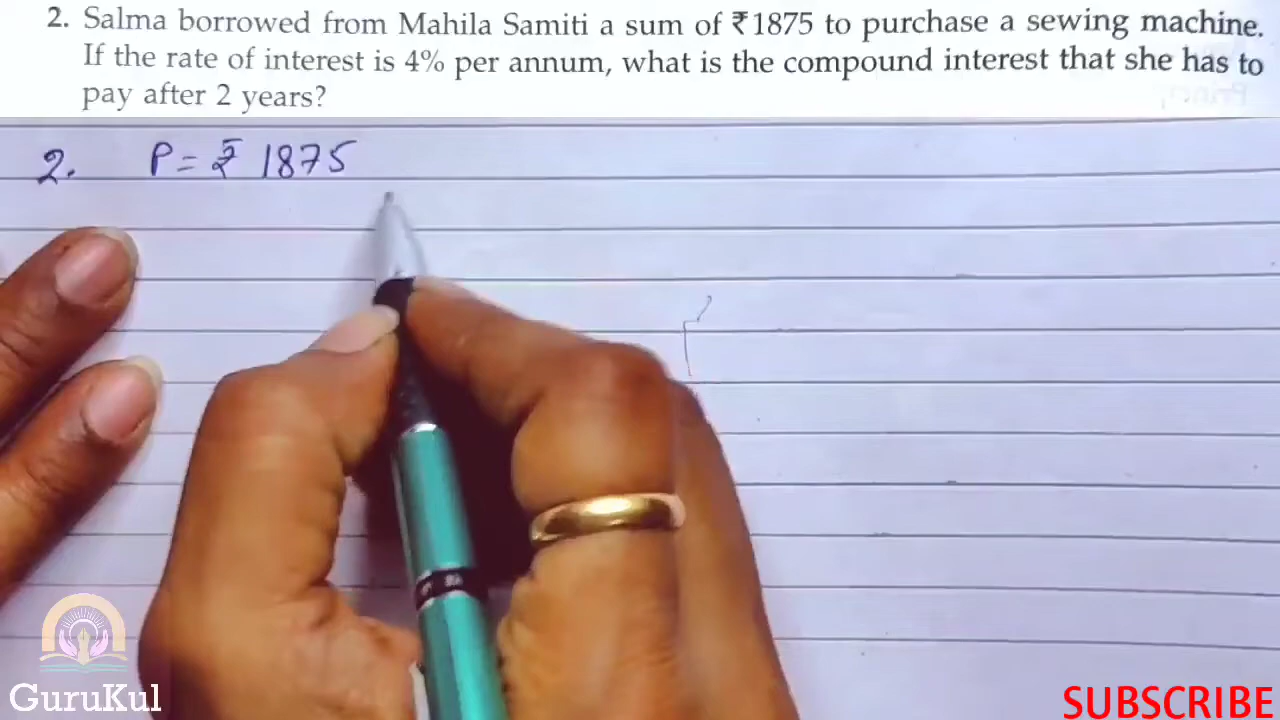 2. Salma borrowed from Mahila Samiti a sum of ₹1875 to purchase a sewing machine.
If the rate of interest is 4% per annum, what is the compound interest that she has to
pay after 2 years?
2. P = ₹ 1875
GuruKul
SUBSCRIBE